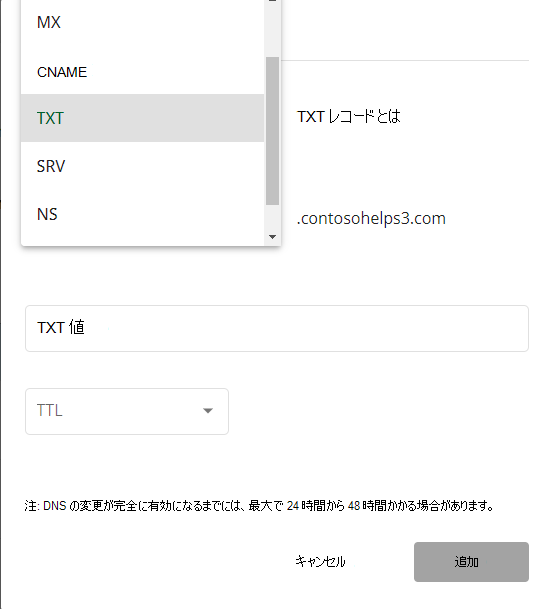 MX
CNAME
TXT
TXT レコードとは
SRV
NS
.contosohelps3.com
TXT 値
TTL
注: DNS の変更が完全に有効になるまでには、最大で 24 時間から 48 時間かかる場合があります。
キャンセル
追加